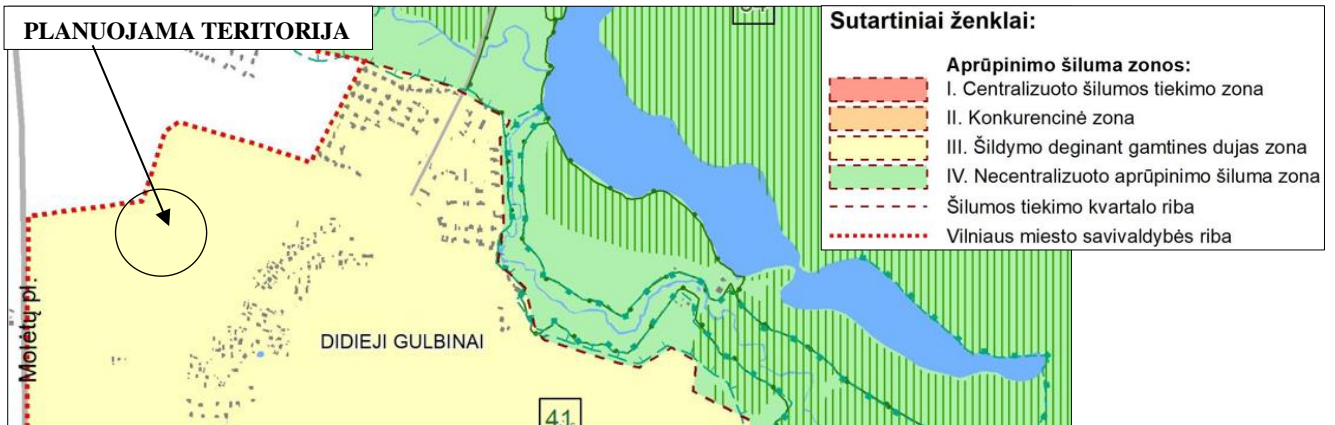 PLANUOJAMA TERITORIJA
Sutartiniai ženklai:
Aprūpinimo šiluma zonos:
I. Centralizuoto šilumos tiekimo zona
II. Konkurencinė zona
III. Šildymo deginant gamtines dujas zona
IV. Necentralizuoto aprūpinimo šiluma zona
Šilumos tiekimo kvartalo riba
Vilniaus miesto savivaldybės riba
Molėtų pl.
DIDIEJI GULBINAI
41